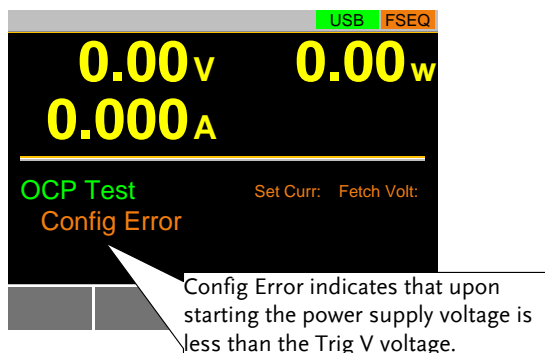 USB FSEQ
0.00V 0.00W
0.000A
OCP Test Set Curr: Fetch Volt:
Config Error
Config Error indicates that upon
starting the power supply voltage is
less than the Trig V voltage.